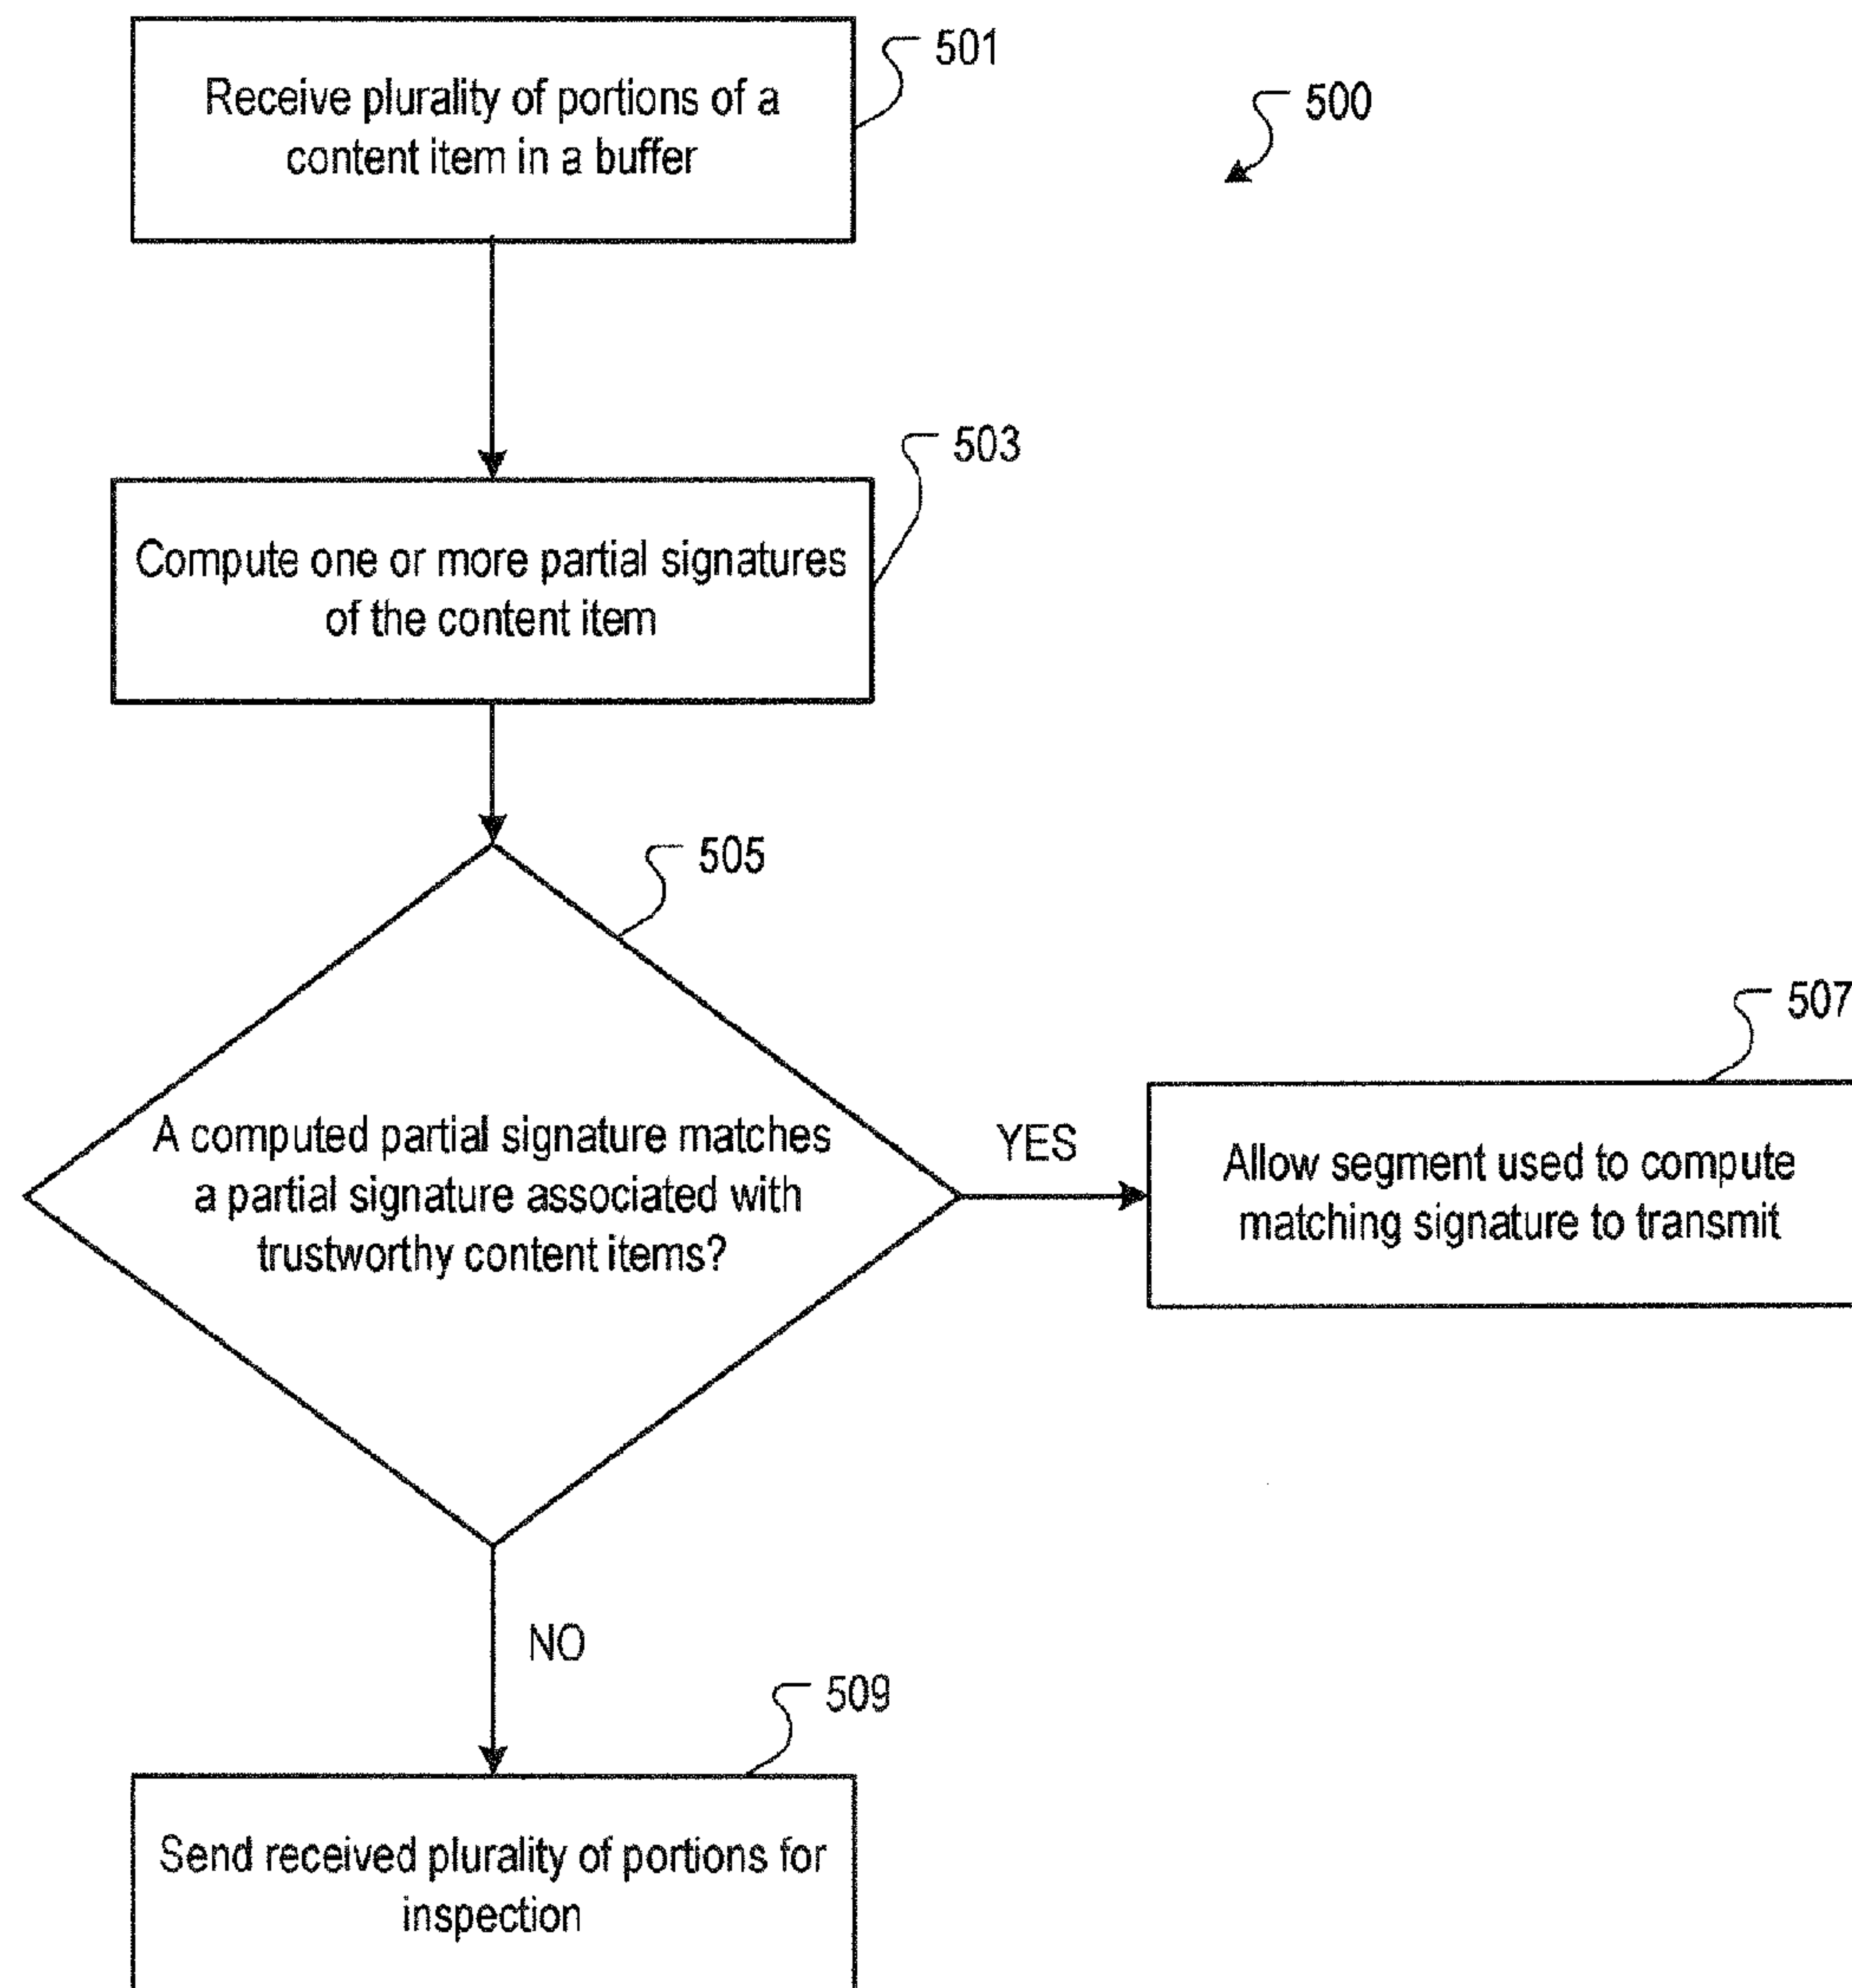 501
Receive plurality of portions of a
content item in a buffer
500
503
Compute one or more partial signatures
of the content item
505
507
A computed partial signature matches
a partial signature associated with
trustworthy content items?
YES
Allow segment used to compute
matching signature to transmit
NO
509
Send received plurality of portions for
inspection